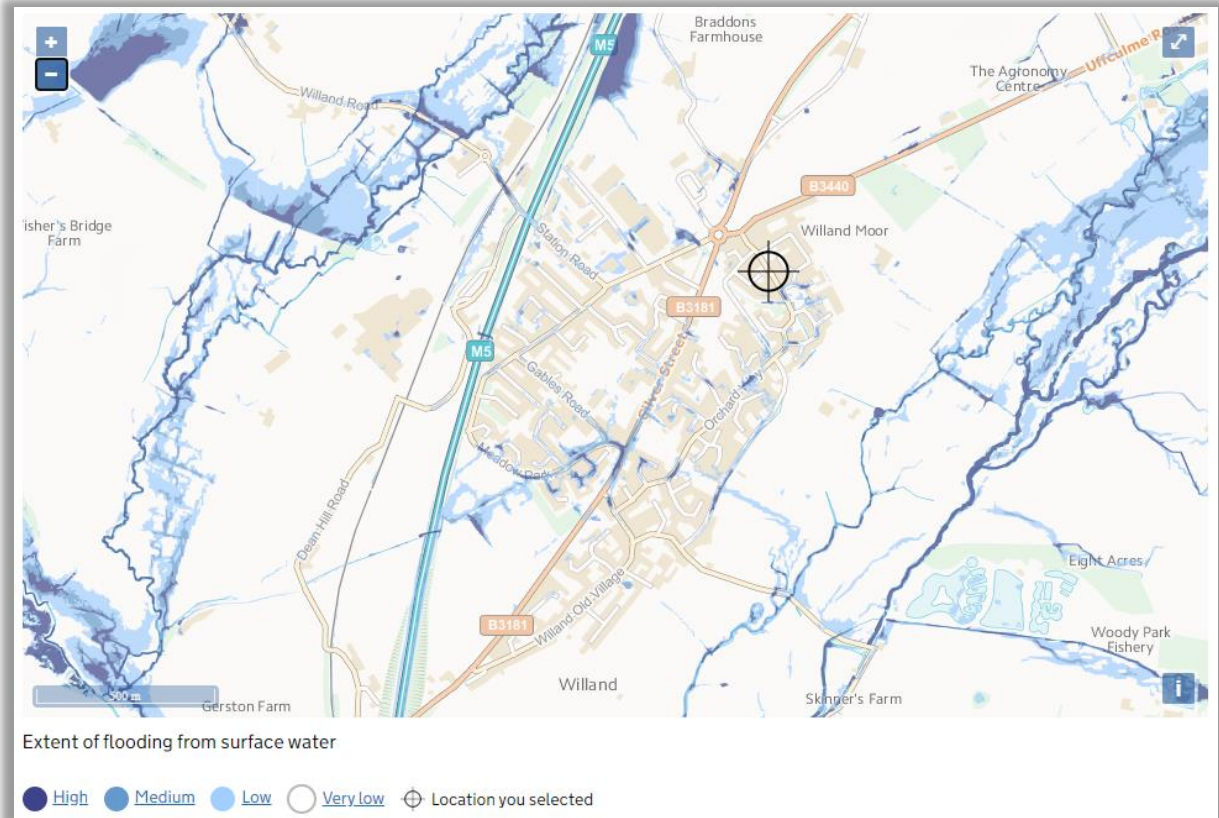 +
−
M5
Braddons
Farmhouse
Uffculme R
The Agronomy
Centre
Willand Road
B3440
isher's Bridge
Farm
Willand Moor
Station Road
B3181
M5
Silver Street
Gables Road
Orchard Way
Meadow Park
Dean Hill Road
Eight Acres
B3181
Willand Old Village
Woody Park
Fishery
Willand
Skinner's Farm
i
500 m
Gerston Farm
Extent of flooding from surface water
High Medium Low Very low Location you selected